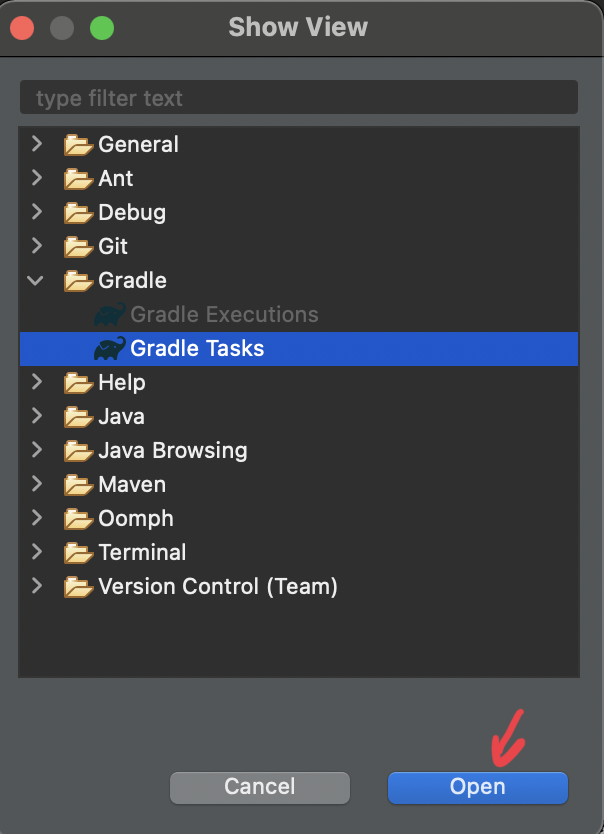 Show View
type filter text
General
Ant
Debug
Git
Gradle
Gradle Executions
Gradle Tasks
Help
Java
Java Browsing
Maven
Oomph
Terminal
Version Control (Team)
Cancel
Open